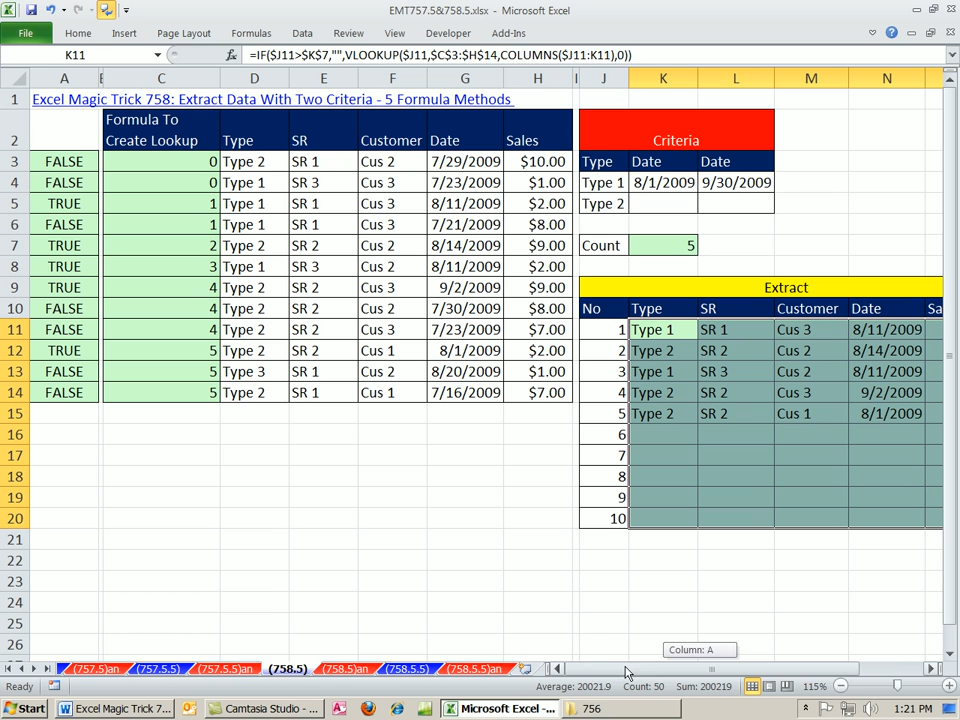 EMT757.5&758.5.xlsx - Microsoft Excel
File Home Insert Page Layout Formulas Data Review View Developer Add-Ins
K11 fx =IF($J11>$K$7,"",VLOOKUP($J11,$C$3:$H$14,COLUMNS($J11:K11),0))
A C D E F G H I J K L M N
1 Excel Magic Trick 758: Extract Data With Two Criteria - 5 Formula Methods
Formula To
2 Create Lookup Type SR Customer Date Sales Criteria
3 FALSE 0 Type 2 SR 1 Cus 2 7/29/2009 $10.00 Type Date Date
4 FALSE 0 Type 1 SR 3 Cus 3 7/23/2009 $1.00 Type 1 8/1/2009 9/30/2009
5 TRUE 1 Type 1 SR 1 Cus 3 8/11/2009 $2.00 Type 2
6 FALSE 1 Type 1 SR 1 Cus 3 7/21/2009 $8.00
7 TRUE 2 Type 2 SR 2 Cus 2 8/14/2009 $9.00 Count 5
8 TRUE 3 Type 1 SR 3 Cus 2 8/11/2009 $2.00
9 TRUE 4 Type 2 SR 2 Cus 3 9/2/2009 $9.00 Extract
10 FALSE 4 Type 2 SR 2 Cus 2 7/30/2009 $8.00 No Type SR Customer Date Sa
11 FALSE 4 Type 2 SR 2 Cus 3 7/23/2009 $7.00 1 Type 1 SR 1 Cus 3 8/11/2009
12 TRUE 5 Type 2 SR 2 Cus 1 8/1/2009 $2.00 2 Type 2 SR 2 Cus 2 8/14/2009
13 FALSE 5 Type 3 SR 1 Cus 2 8/20/2009 $1.00 3 Type 1 SR 3 Cus 2 8/11/2009
14 FALSE 5 Type 2 SR 1 Cus 1 7/16/2009 $7.00 4 Type 2 SR 2 Cus 3 9/2/2009
15 5 Type 2 SR 2 Cus 1 8/1/2009
16 6
17 7
18 8
19 9
20 10
21
22
23
24
25
26 Column: A
(757.5)an (757.5.5) (757.5.5)an (758.5) (758.5)an (758.5.5) (758.5.5)an
Ready Average: 20021.9 Count: 50 Sum: 200219 115%
Start Excel Magic Trick 7... Camtasia Studio - ... Microsoft Excel -... 756 1:21 PM